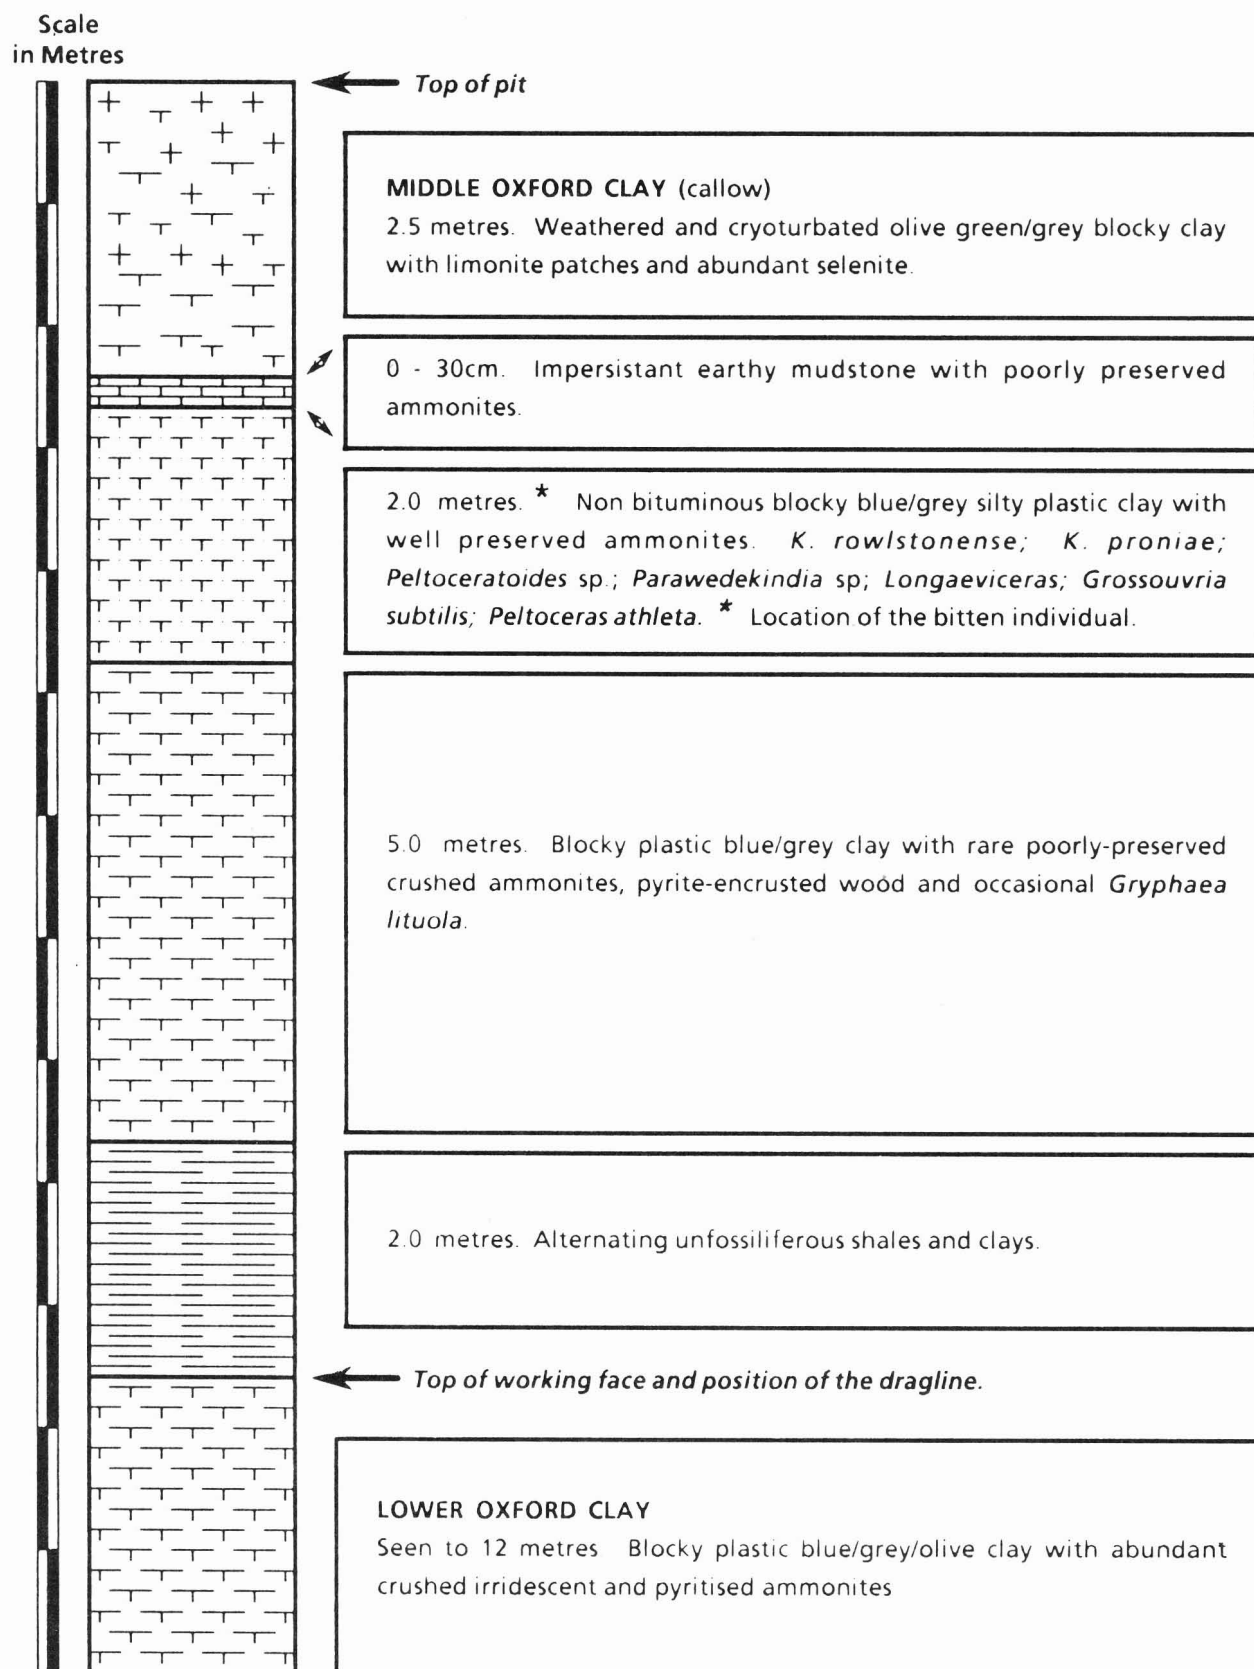 Scale
in Metres
Top of pit
MIDDLE OXFORD CLAY (callow)
2.5 metres. Weathered and cryoturbated olive green/grey blocky clay
with limonite patches and abundant selenite.
0 - 30cm. Impersistant earthy mudstone with poorly preserved
ammonites.
2.0 metres. * Non bituminous blocky blue/grey silty plastic clay with
well preserved ammonites. K. rowlstonense; K. proniae;
Peltoceratoides sp.; Parawedekindia sp; Longaeviceras; Grossouvria
subtilis; Peltoceras athleta. * Location of the bitten individual.
5.0 metres. Blocky plastic blue/grey clay with rare poorly-preserved
crushed ammonites, pyrite-encrusted wood and occasional Gryphaea
lituola.
2.0 metres. Alternating unfossiliferous shales and clays.
Top of working face and position of the dragline.
LOWER OXFORD CLAY
Seen to 12 metres Blocky plastic blue/grey/olive clay with abundant
crushed irridescent and pyritised ammonites